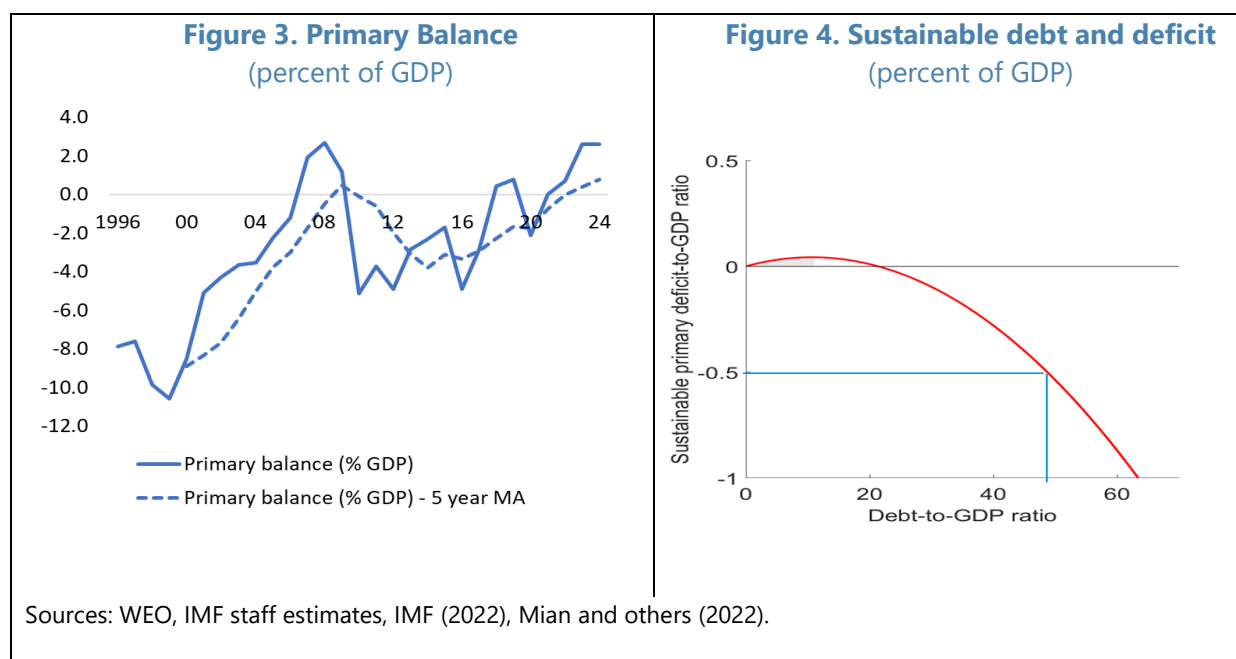 Figure 3. Primary Balance
(percent of GDP)
4.0
2.0
0.0
-2.0
-4.0
-6.0
-8.0
-10.0
-12.0
1996 00 04 08 12 16 20 24
Primary balance (% GDP)
Primary balance (% GDP) - 5 year MA
Figure 4. Sustainable debt and deficit
(percent of GDP)
Sustainable primary deficit-to-GDP ratio
0.5
0
-0.5
-1
0 20 40 60
Debt-to-GDP ratio
Sources: WEO, IMF staff estimates, IMF (2022), Mian and others (2022).